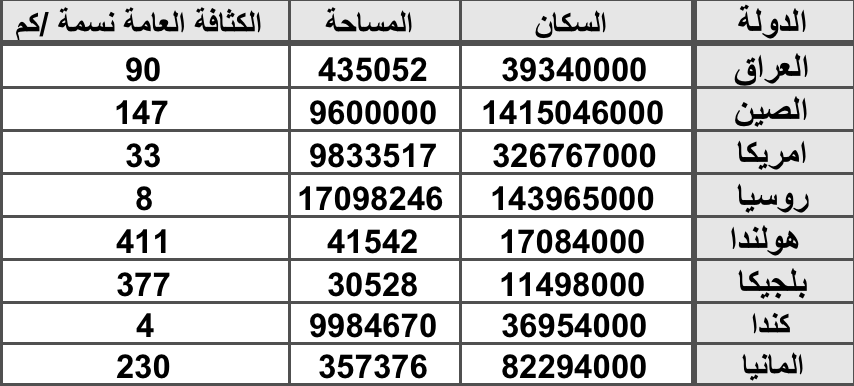 الدولة السكان المساحة الكثافة العامة نسمة /كم
العراق 39340000 435052 90
الصين 1415046000 9600000 147
امريكا 326767000 9833517 33
روسيا 143965000 17098246 8
هولندا 17084000 41542 411
بلجيكا 11498000 30528 377
كندا 36954000 9984670 4
المانيا 82294000 357376 230